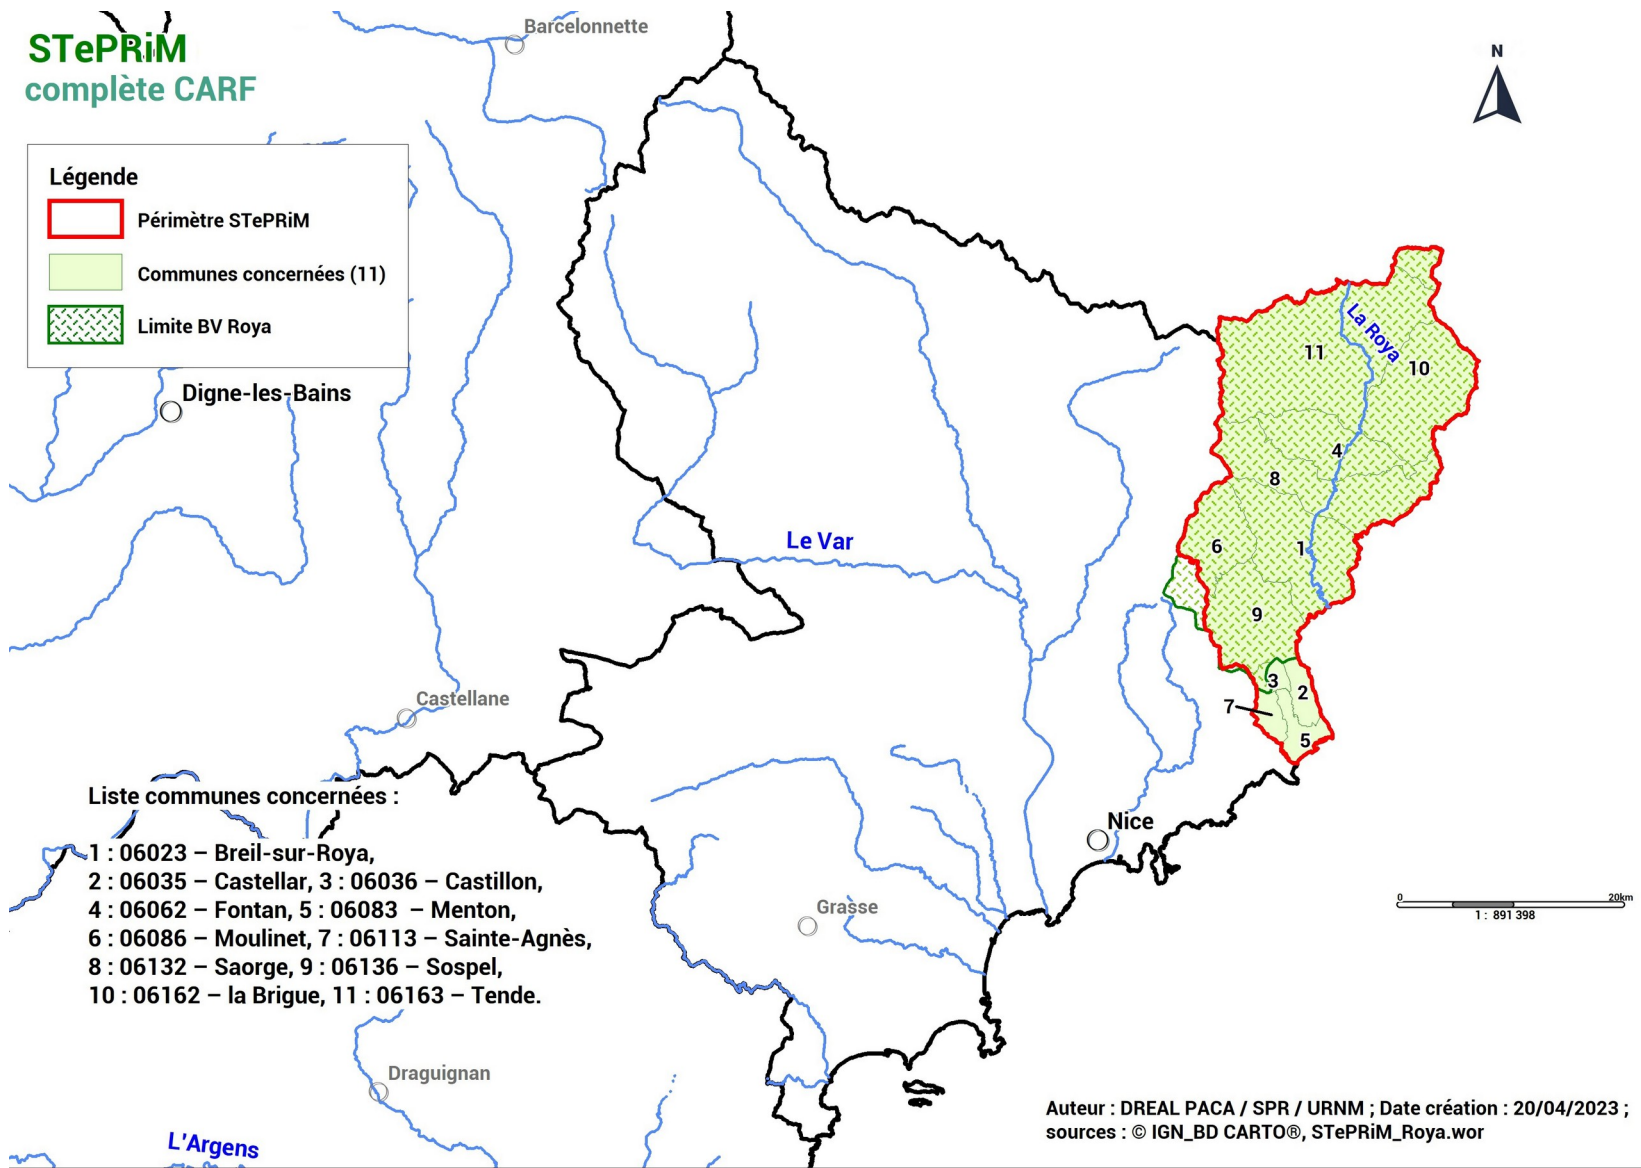 STePRiM
complète CARF
Barcelonnette
N
Légende
Périmètre STePRiM
Communes concernées (11)
Limite BV Roya
Digne-les-Bains
La Roya
11
10
4
8
Le Var
6
1
9
3
2
7
5
Castellane
Nice
Grasse
Liste communes concernées :
1 : 06023 – Breil-sur-Roya,
2 : 06035 – Castellar, 3 : 06036 – Castillon,
4 : 06062 – Fontan, 5 : 06083 – Menton,
6 : 06086 – Moulinet, 7 : 06113 – Sainte-Agnès,
8 : 06132 – Saorge, 9 : 06136 – Sospel,
10 : 06162 – la Brigue, 11 : 06163 – Tende.
0 20km
1 : 891 398
Draguignan
L'Argens
Auteur : DREAL PACA / SPR / URNM ; Date création : 20/04/2023 ;
sources : © IGN_BD CARTO®, STePRiM_Roya.wor